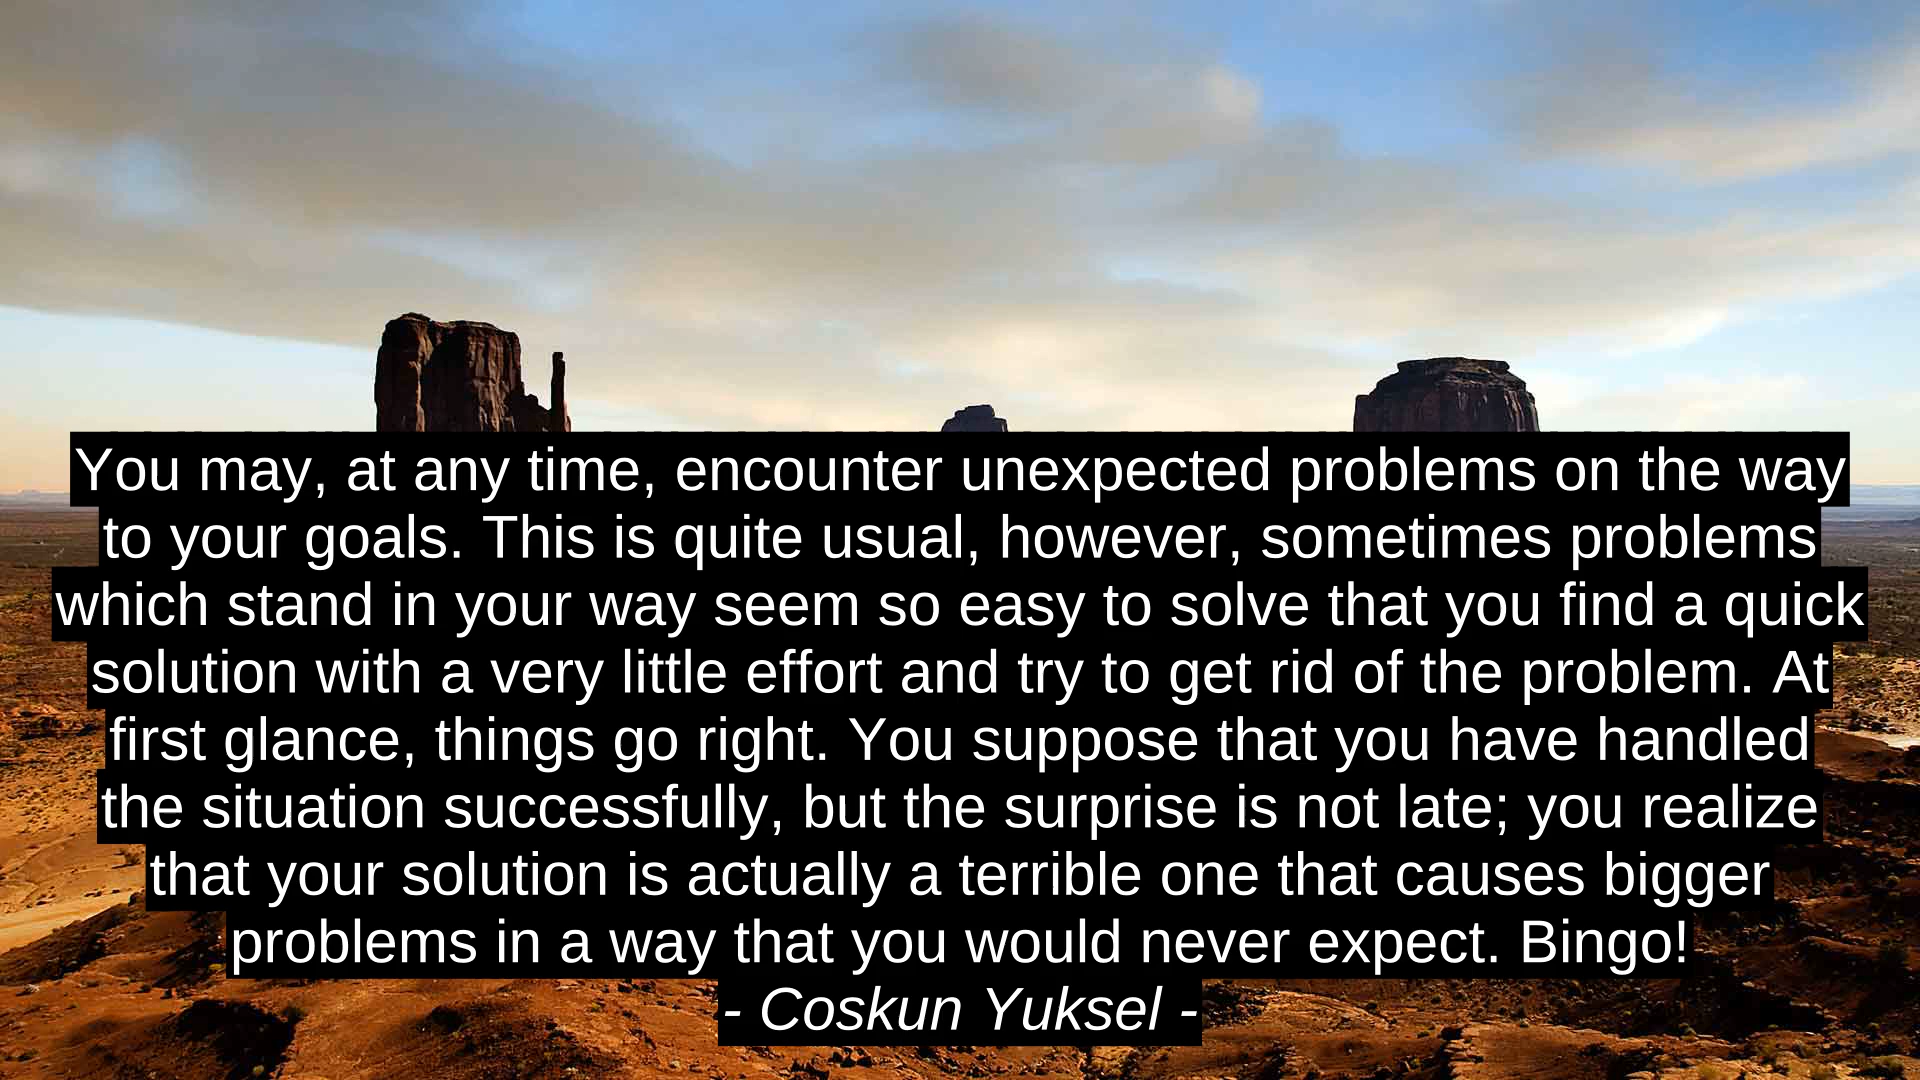 You may, at any time, encounter unexpected problems on the way
to your goals. This is quite usual, however, sometimes problems
which stand in your way seem so easy to solve that you find a quick
solution with a very little effort and try to get rid of the problem. At
first glance, things go right. You suppose that you have handled
the situation successfully, but the surprise is not late; you realize
that your solution is actually a terrible one that causes bigger
problems in a way that you would never expect. Bingo!
- Coskun Yuksel -